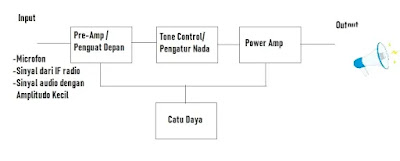 Input
Output
Pre-Amp /
Penguat Depan
Tone Control/
Pengatur Nada
Power Amp
-Microfon
-Sinyal dari IF radio
-Sinyal audio dengan
Amplitudo Kecil
Catu Daya